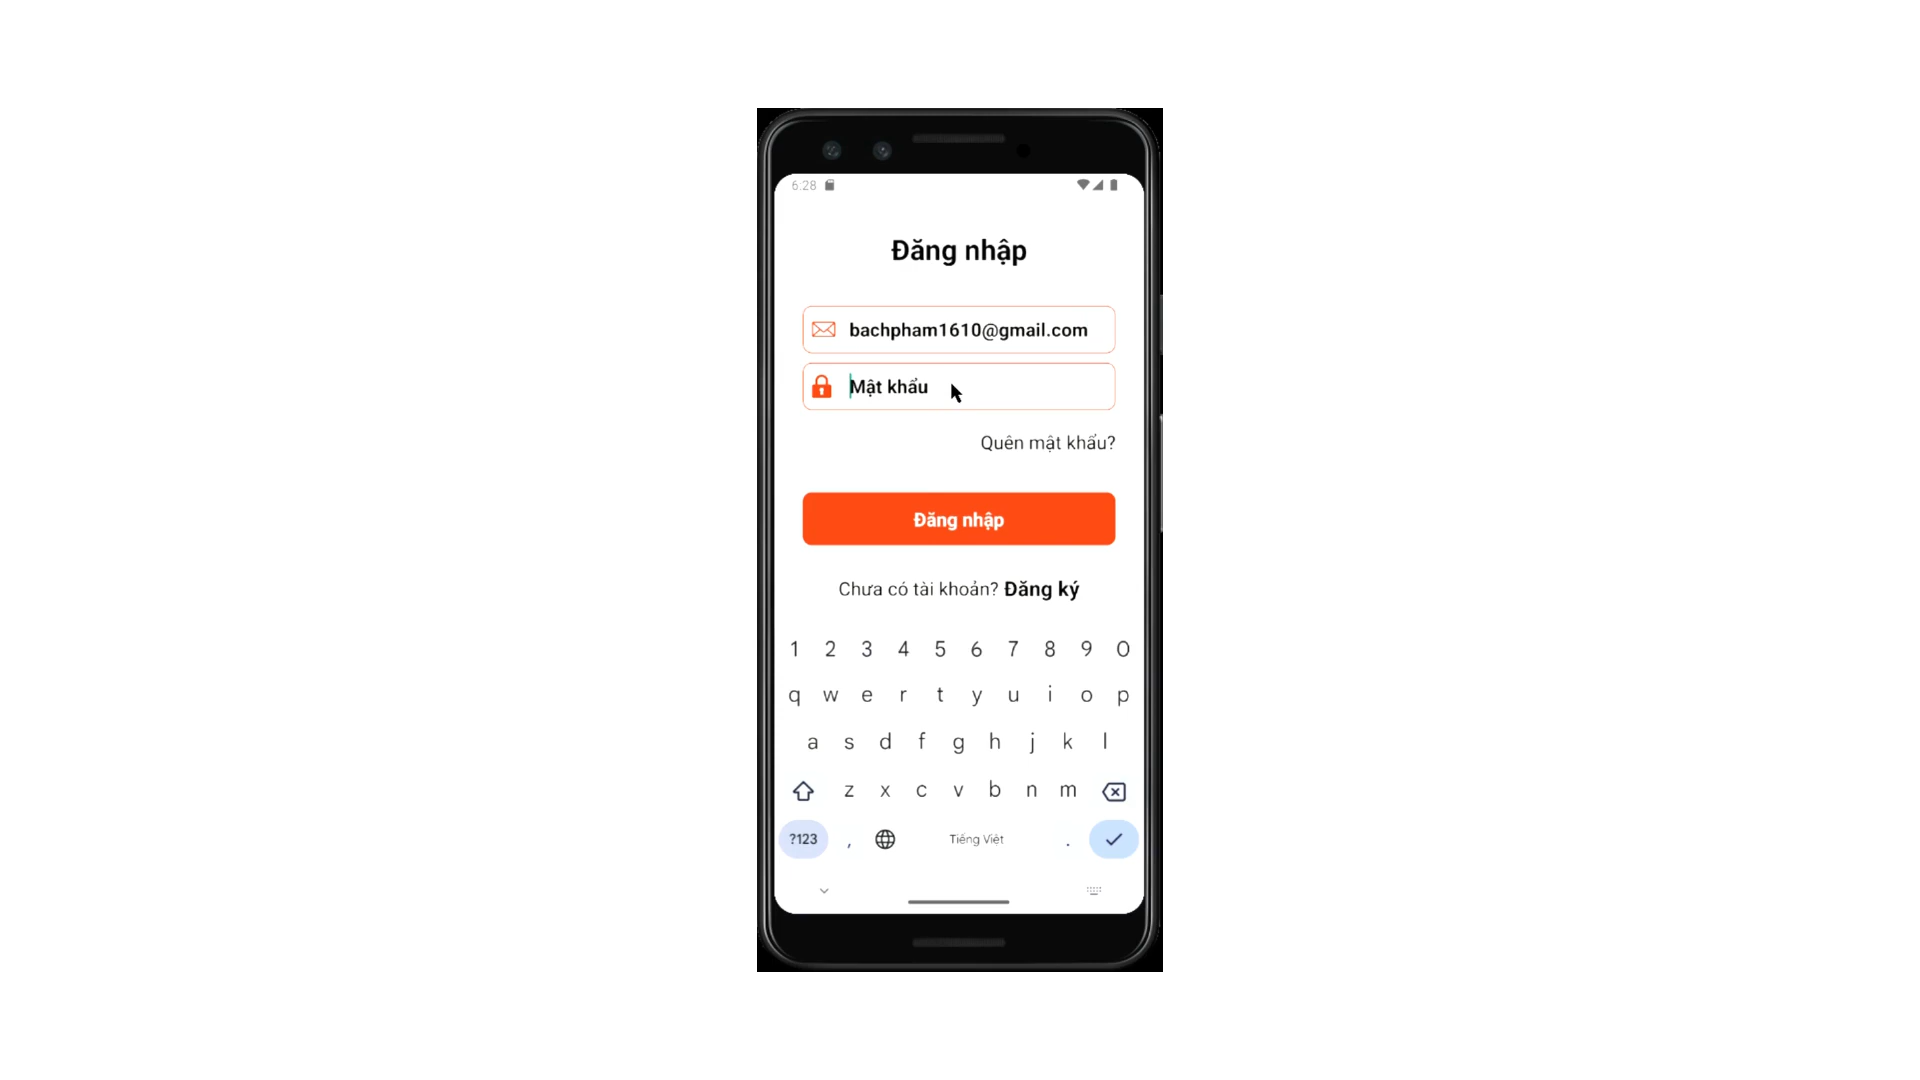 6:28
Đăng nhập
bachpham1610@gmail.com
Mật khẩu
Quên mật khẩu?
Đăng nhập
Chưa có tài khoản? Đăng ký
1 2 3 4 5 6 7 8 9 0
q w e r t y u i o p
a s d f g h j k l
z x c v b n m
?123 , Tiếng Việt .